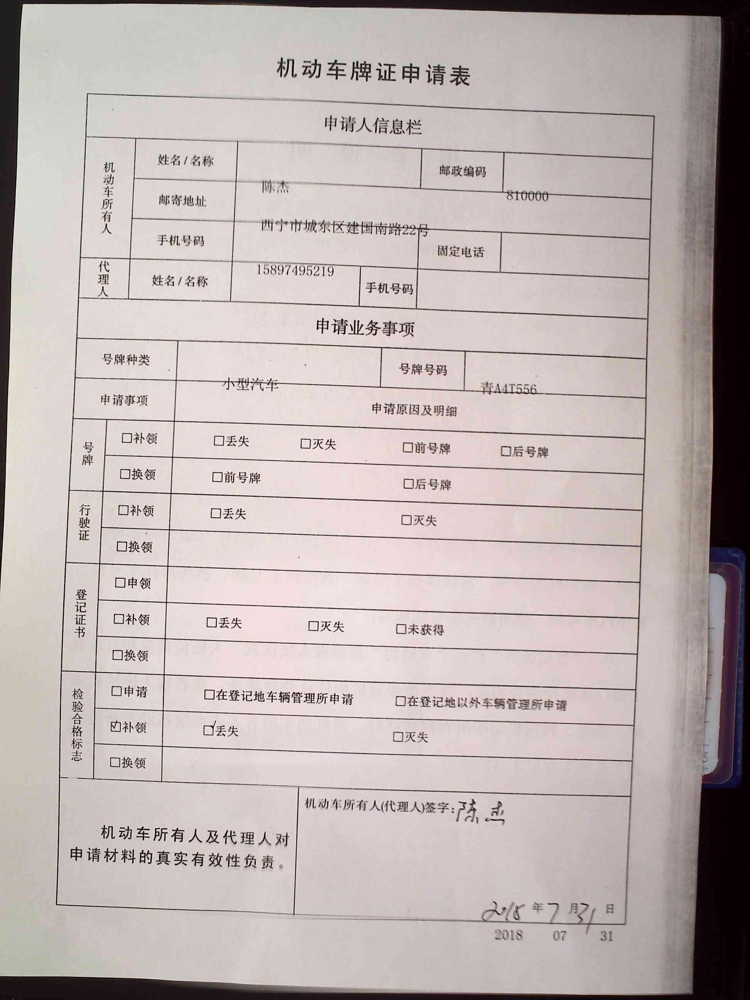 机动车牌证申请表
申请人信息栏
机动车所有人
姓名/名称
陈杰
邮政编码
810000
邮寄地址
西宁市城东区建国南路22号
手机号码
15897495219
固定电话
代理人
姓名/名称
手机号码
申请业务事项
号牌种类
小型汽车
号牌号码
青A4T556
申请事项
申请原因及明细
号牌
□补领 □丢失 □灭失 □前号牌 □后号牌
□换领 □前号牌 □后号牌
行驶证
□补领 □丢失 □灭失
□换领
登记证书
□申领
□补领 □丢失 □灭失 □未获得
□换领
检验合格标志
□申请 □在登记地车辆管理所申请 □在登记地以外车辆管理所申请
☑补领 ☑丢失 □灭失
□换领
机动车所有人及代理人对
申请材料的真实有效性负责。
机动车所有人(代理人)签字:陈杰
2018年7月31日
2018 07 31